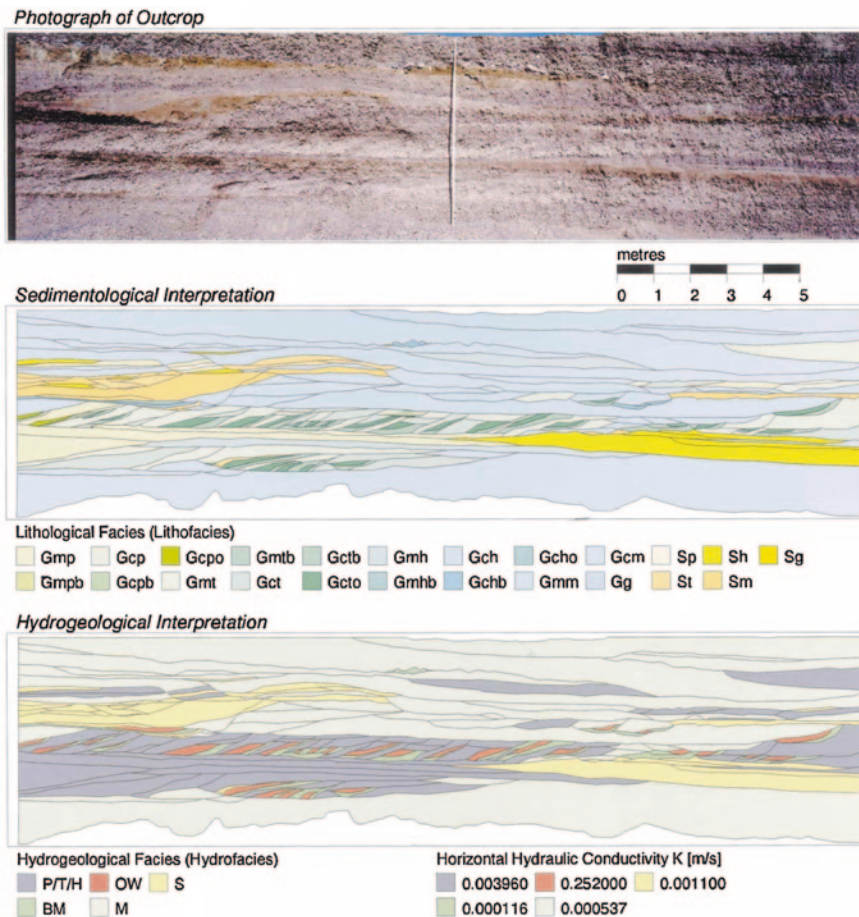 Photograph of Outcrop
metres
0 1 2 3 4 5
Sedimentological Interpretation
Lithological Facies (Lithofacies)
Gmp Gcp Gcpo Gmtb Gctb Gmh Gch Gcho Gcm Sp Sh Sg
Gmpb Gcpb Gmt Gct Gcto Gmhb Gchb Gmm Gg St Sm
Hydrogeological Interpretation
Hydrogeological Facies (Hydrofacies)
P/T/H OW S
BM M
Horizontal Hydraulic Conductivity K [m/s]
0.003960 0.252000 0.001100
0.000116 0.000537